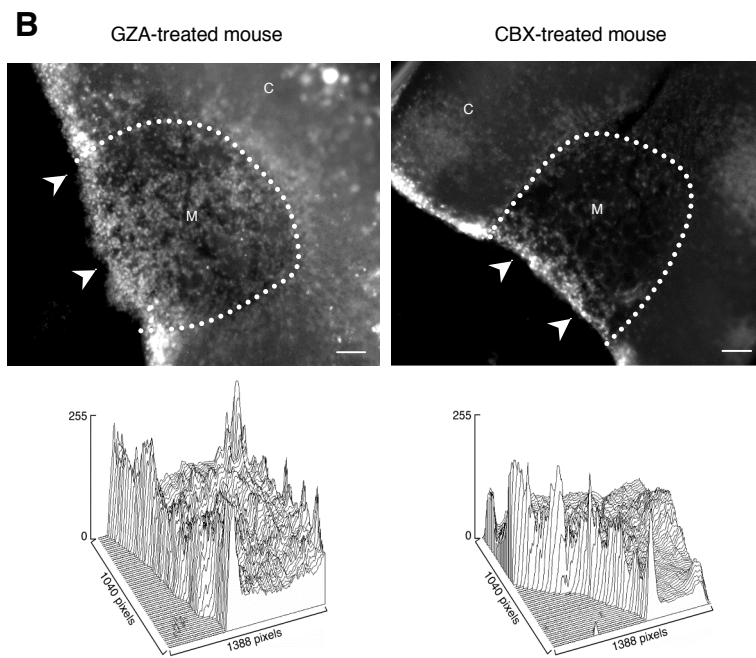 B
GZA-treated mouse
CBX-treated mouse
C
M
C
M
255
0
1040 pixels
1388 pixels
255
0
1040 pixels
1388 pixels